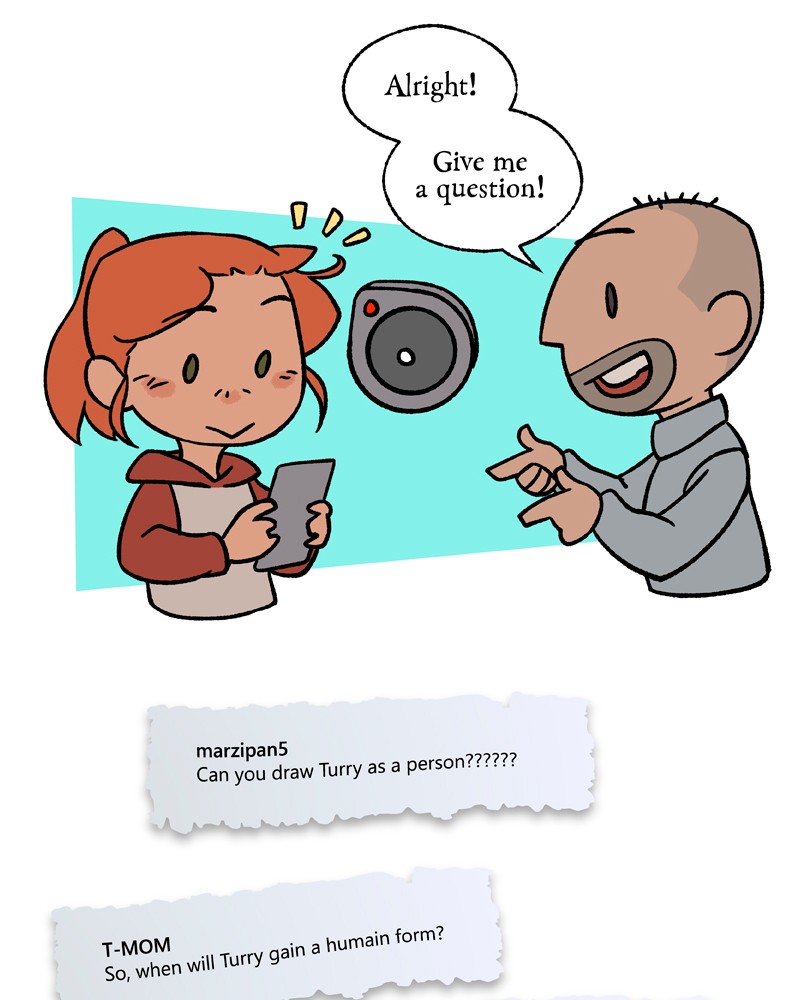 Alright!
Give me
a question!
marzipan5
Can you draw Turry as a person??????
T-MOM
So, when will Turry gain a humain form?